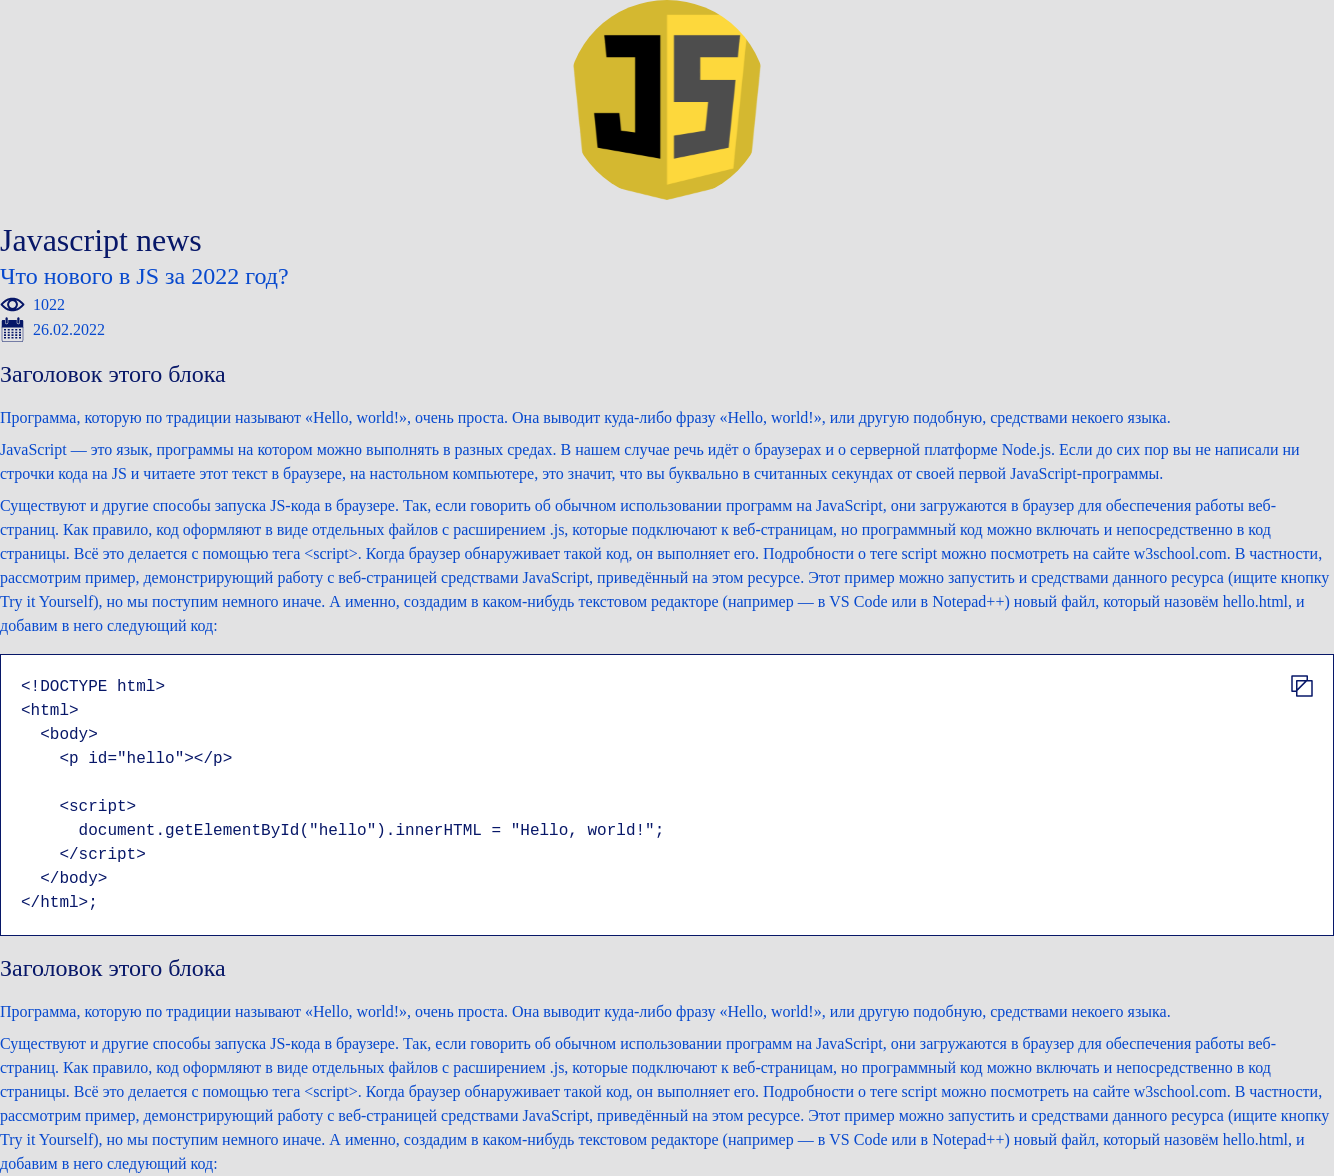 JS
Javascript news
Что нового в JS за 2022 год?
1022
26.02.2022
Заголовок этого блока
Программа, которую по традиции называют «Hello, world!», очень проста. Она выводит куда-либо фразу «Hello, world!», или другую подобную, средствами некоего языка.
JavaScript — это язык, программы на котором можно выполнять в разных средах. В нашем случае речь идёт о браузерах и о серверной платформе Node.js. Если до сих пор вы не написали ни
строчки кода на JS и читаете этот текст в браузере, на настольном компьютере, это значит, что вы буквально в считанных секундах от своей первой JavaScript-программы.
Существуют и другие способы запуска JS-кода в браузере. Так, если говорить об обычном использовании программ на JavaScript, они загружаются в браузер для обеспечения работы веб-
страниц. Как правило, код оформляют в виде отдельных файлов с расширением .js, которые подключают к веб-страницам, но программный код можно включать и непосредственно в код
страницы. Всё это делается с помощью тега <script>. Когда браузер обнаруживает такой код, он выполняет его. Подробности о теге script можно посмотреть на сайте w3school.com. В частности,
рассмотрим пример, демонстрирующий работу с веб-страницей средствами JavaScript, приведённый на этом ресурсе. Этот пример можно запустить и средствами данного ресурса (ищите кнопку
Try it Yourself), но мы поступим немного иначе. А именно, создадим в каком-нибудь текстовом редакторе (например — в VS Code или в Notepad++) новый файл, который назовём hello.html, и
добавим в него следующий код:
<!DOCTYPE html>
<html>
  <body>
    <p id="hello"></p>

    <script>
      document.getElementById("hello").innerHTML = "Hello, world!";
    </script>
  </body>
</html>;
Заголовок этого блока
Программа, которую по традиции называют «Hello, world!», очень проста. Она выводит куда-либо фразу «Hello, world!», или другую подобную, средствами некоего языка.
Существуют и другие способы запуска JS-кода в браузере. Так, если говорить об обычном использовании программ на JavaScript, они загружаются в браузер для обеспечения работы веб-
страниц. Как правило, код оформляют в виде отдельных файлов с расширением .js, которые подключают к веб-страницам, но программный код можно включать и непосредственно в код
страницы. Всё это делается с помощью тега <script>. Когда браузер обнаруживает такой код, он выполняет его. Подробности о теге script можно посмотреть на сайте w3school.com. В частности,
рассмотрим пример, демонстрирующий работу с веб-страницей средствами JavaScript, приведённый на этом ресурсе. Этот пример можно запустить и средствами данного ресурса (ищите кнопку
Try it Yourself), но мы поступим немного иначе. А именно, создадим в каком-нибудь текстовом редакторе (например — в VS Code или в Notepad++) новый файл, который назовём hello.html, и
добавим в него следующий код: